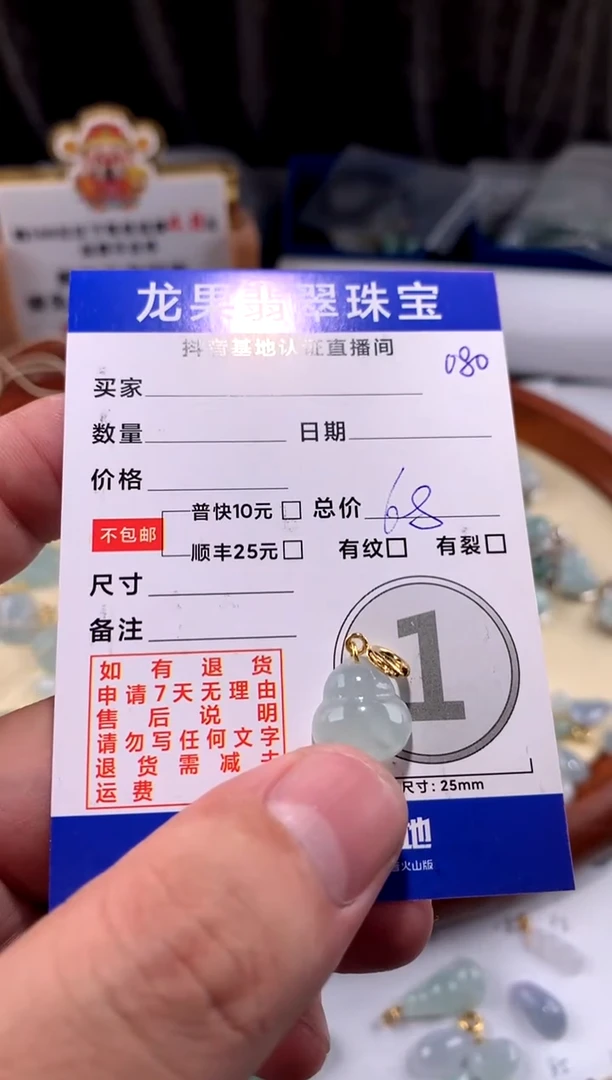 龙果翡翠珠宝
抖音基地认证直播间
080
买家
数量 日期
价格
不包邮 普快10元 总价 68
顺丰25元 有纹 有裂
尺寸
备注
1
如有退货
申请7天无理由
售后说明
请勿写任何文字
退货需减去
运费
尺寸: 25mm
地
火山版